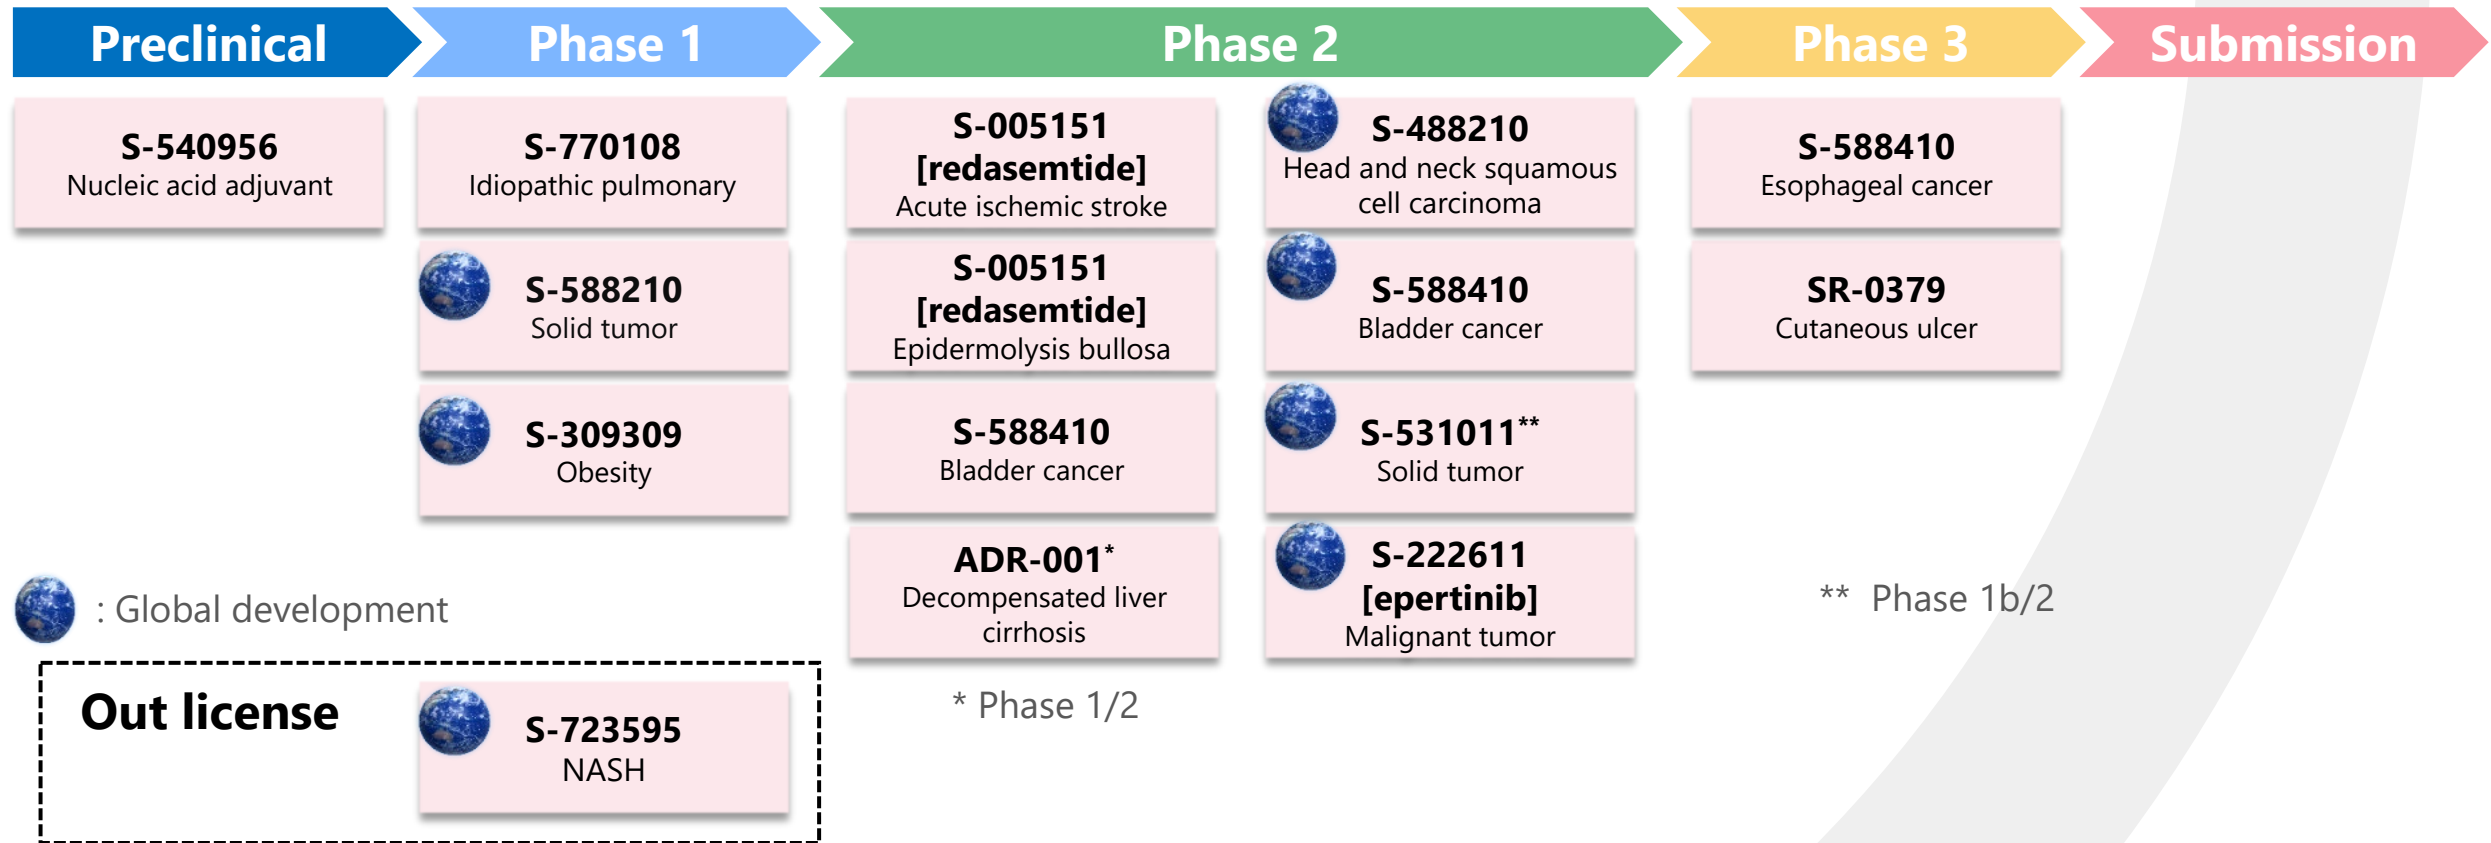 Preclinical
Phase 1
Phase 2
Phase 3
Submission
S-540956
Nucleic acid adjuvant
S-770108
Idiopathic pulmonary
S-588210
Solid tumor
S-309309
Obesity
S-005151
[redasemtide]
Acute ischemic stroke
S-005151
[redasemtide]
Epidermolysis bullosa
S-588410
Bladder cancer
ADR-001*
Decompensated liver
cirrhosis
S-488210
Head and neck squamous
cell carcinoma
S-588410
Bladder cancer
S-531011**
Solid tumor
S-222611
[epertinib]
Malignant tumor
S-588410
Esophageal cancer
SR-0379
Cutaneous ulcer
: Global development
** Phase 1b/2
* Phase 1/2
Out license
S-723595
NASH